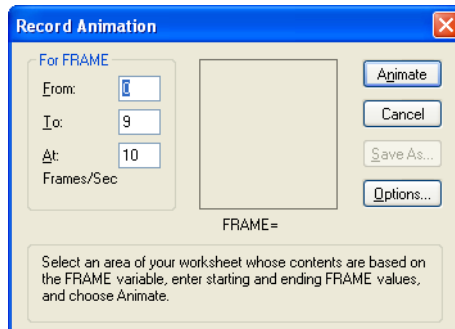 Record Animation
For FRAME
From: 0
To: 9
At: 10
Frames/Sec
Animate
Cancel
Save As...
Options...
FRAME=
Select an area of your worksheet whose contents are based on
the FRAME variable, enter starting and ending FRAME values,
and choose Animate.